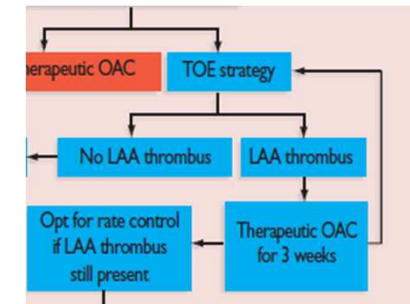 OAC
TOE strategy
No LAA thrombus
LAA thrombus
Opt for rate control
if LAA thrombus
still present
Therapeutic OAC
for 3 weeks